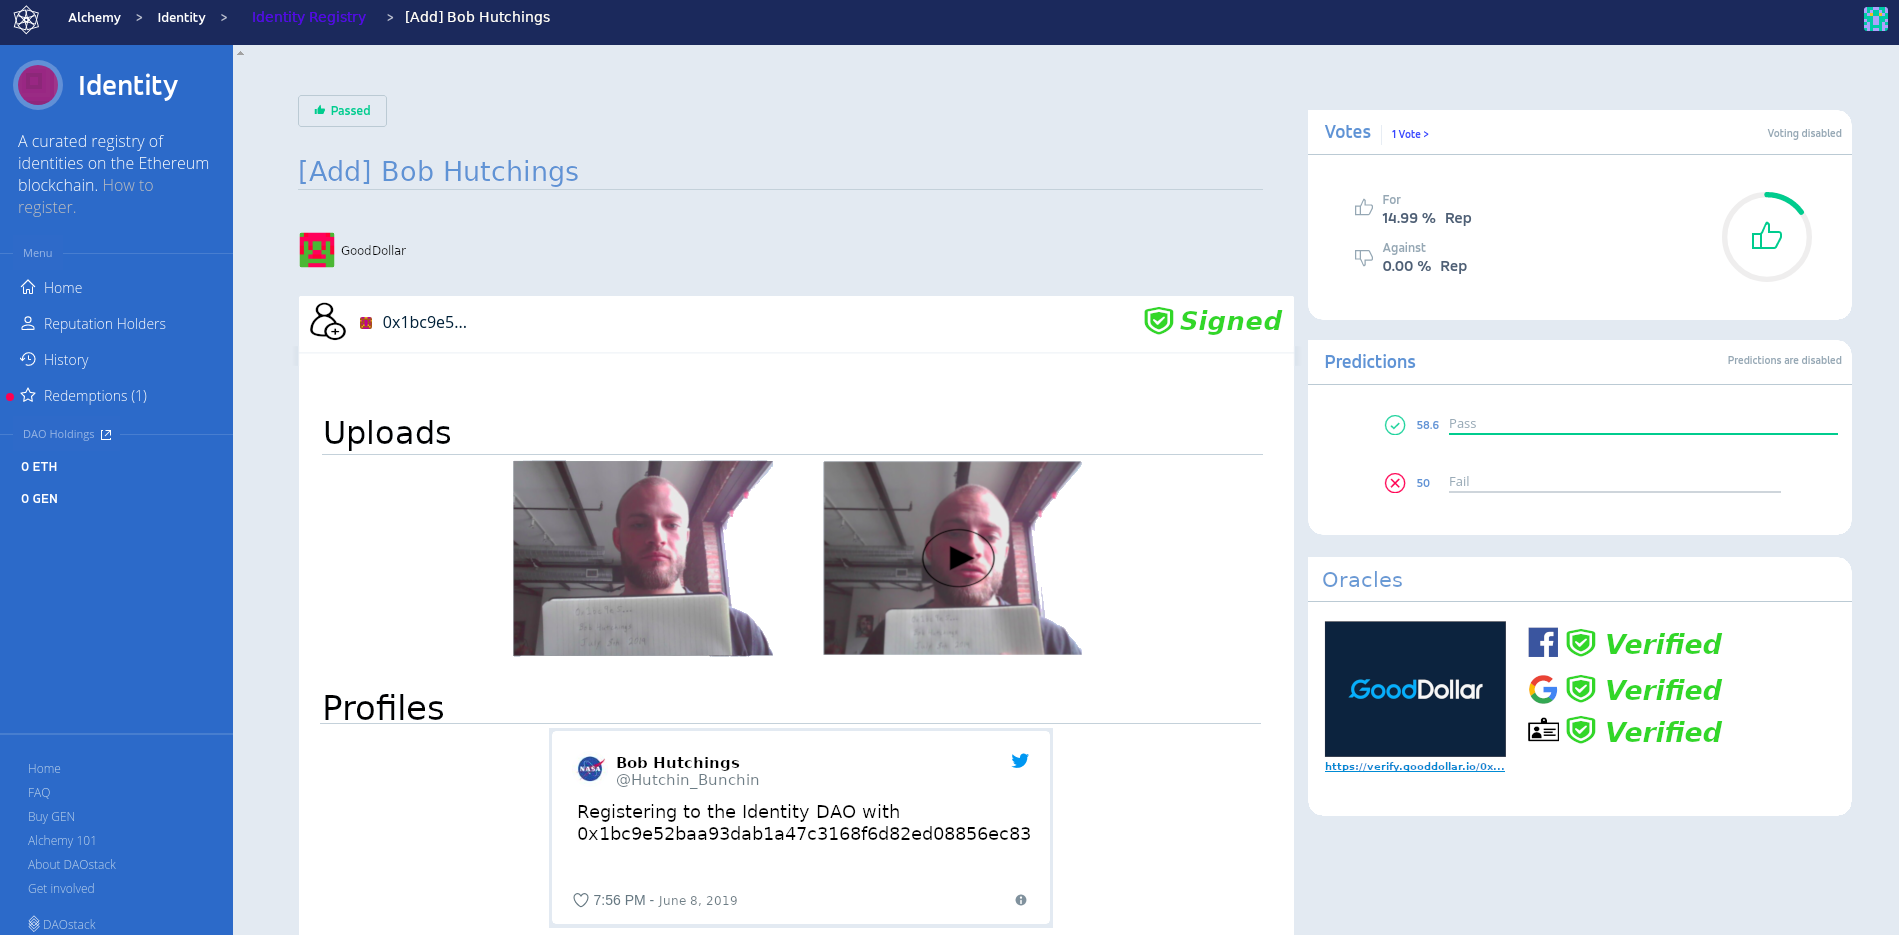 Alchemy > Identity > Identity Registry > [Add] Bob Hutchings
Identity
A curated registry of
identities on the Ethereum
blockchain. How to
register.
Menu
Home
Reputation Holders
History
Redemptions (1)
DAO Holdings
0 ETH
0 GEN
Home
FAQ
Buy GEN
Alchemy 101
About DAOstack
Get involved
DAOstack
Passed
[Add] Bob Hutchings
GoodDollar
0x1bc9e5...
Signed
Uploads
Profiles
NASA
Bob Hutchings
@Hutchin_Bunchin
Registering to the Identity DAO with
0x1bc9e52baa93dab1a47c3168f6d82ed08856ec83
7:56 PM - June 8, 2019
Votes
1 Vote >
Voting disabled
For
14.99 % Rep
Against
0.00 % Rep
Predictions
Predictions are disabled
58.6 Pass
50 Fail
Oracles
GoodDollar
https://verify.gooddollar.io/0x...
Verified
Verified
Verified